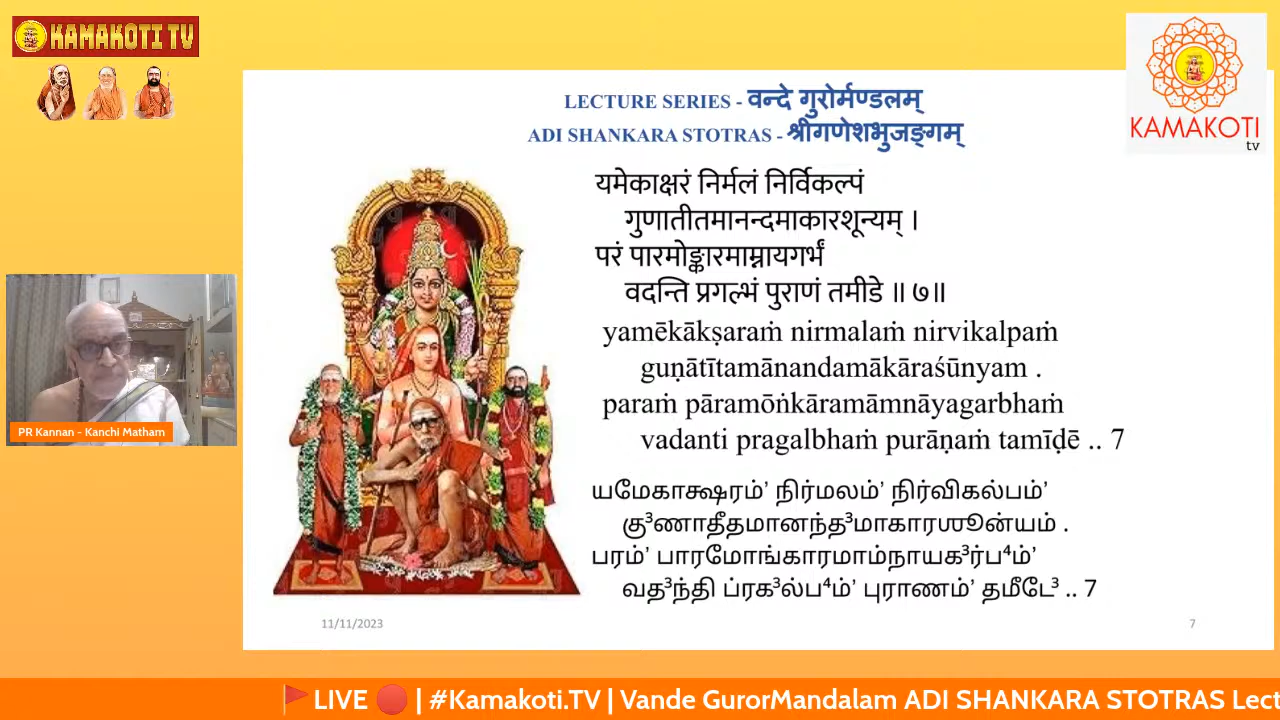 KAMAKOTI TV
KAMAKOTI
tv
LECTURE SERIES - वन्दे गुरोर्मण्डलम्
ADI SHANKARA STOTRAS - श्रीगणेशभुजङ्गम्
यमेकाक्षरं निर्मलं निर्विकल्पं
गुणातीतमानन्दमाकारशून्यम् ।
परं पारमोङ्कारमाम्नायगर्भं
वदन्ति प्रगल्भं पुराणं तमीडे ॥ ७॥
yamēkākṣaraṁ nirmalaṁ nirvikalpaṁ
guṇātītamānandamākāraśūnyam .
paraṁ pāramōṅkāramāmnāyagarbhaṁ
vadanti pragalbhaṁ purāṇaṁ tamīḍē .. 7
யமேகாக்ஷரம்ʼ நிர்மலம்ʼ நிர்விகல்பம்ʼ
கு³ணாதீதமானந்த³மாகாரஶூன்யம் .
பரம்ʼ பாரமோங்காரமாம்நாயக³ர்ப⁴ம்ʼ
வத³ந்தி ப்ரக³ல்ப⁴ம்ʼ புராணம்ʼ தமீடே³ .. 7
PR Kannan - Kanchi Matham
11/11/2023
7
🚩 LIVE 🔴 | #Kamakoti.TV | Vande GurorMandalam ADI SHANKARA STOTRAS Lect